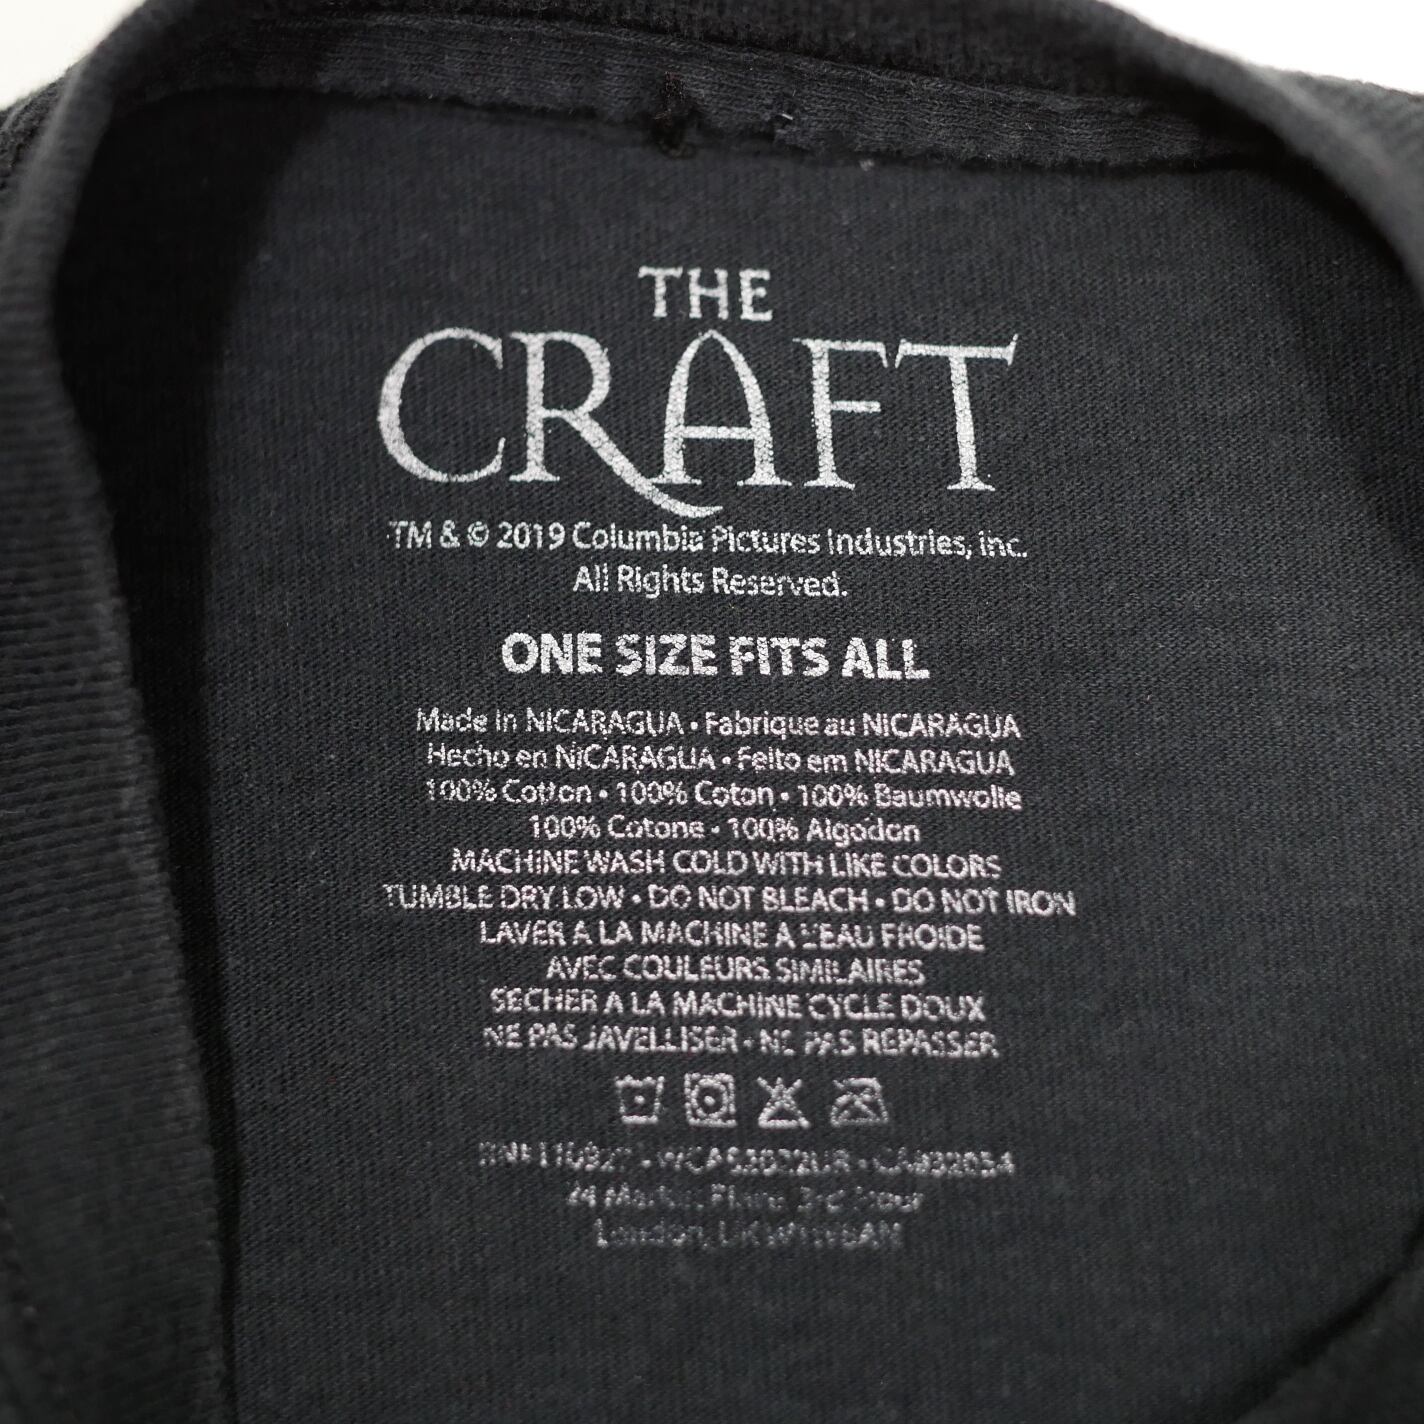 THE
CRAFT
TM & © 2019 Columbia Pictures Industries, Inc.
All Rights Reserved.
ONE SIZE FITS ALL
Made in NICARAGUA • Fabrique au NICARAGUA
Hecho en NICARAGUA • Feito em NICARAGUA
100% Cotton • 100% Coton • 100% Baumwolle
100% Cotone • 100% Algodon
MACHINE WASH COLD WITH LIKE COLORS
TUMBLE DRY LOW • DO NOT BLEACH • DO NOT IRON
LAVER A LA MACHINE A L'EAU FROIDE
AVEC COULEURS SIMILAIRES
SECHER A LA MACHINE CYCLE DOUX
NE PAS JAVELLISER • NE PAS REPASSER
3rd Floor
London,